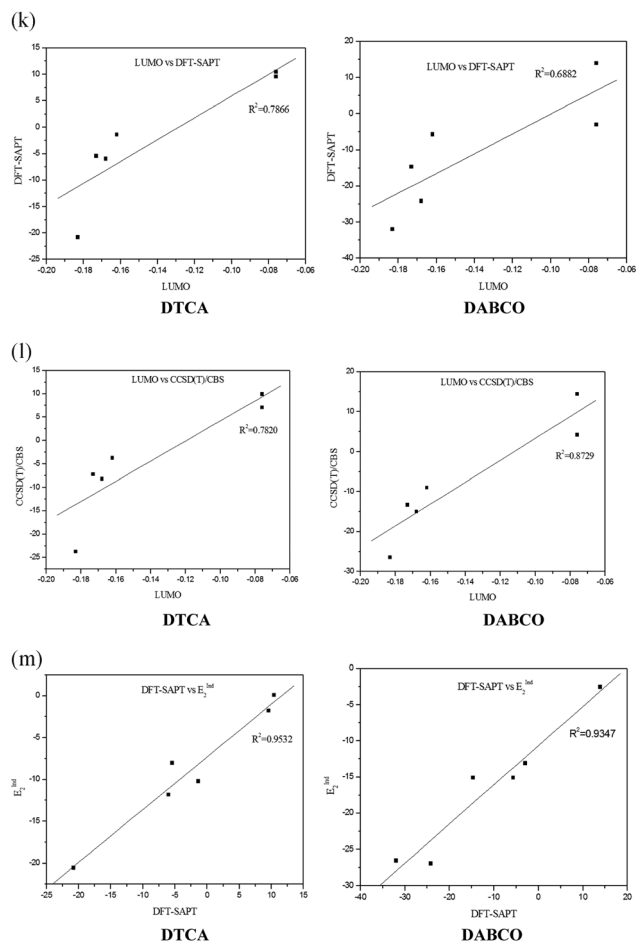 (k)
LUMO vs DFT-SAPT
R²=0.7866
DFT-SAPT
15
10
5
0
-5
-10
-15
-20
-25
-0.20 -0.18 -0.16 -0.14 -0.12 -0.10 -0.08 -0.06
LUMO
DTCA
LUMO vs DFT-SAPT
R²=0.6882
DFT-SAPT
20
10
0
-10
-20
-30
-40
-0.20 -0.18 -0.16 -0.14 -0.12 -0.10 -0.08 -0.06
LUMO
DABCO
(l)
LUMO vs CCSD(T)/CBS
R²=0.7820
CCSD(T)/CBS
15
10
5
0
-5
-10
-15
-20
-25
-0.20 -0.18 -0.16 -0.14 -0.12 -0.10 -0.08 -0.06
LUMO
DTCA
LUMO vs CCSD(T)/CBS
R²=0.8729
CCSD(T)/CBS
20
10
0
-10
-20
-30
-0.20 -0.18 -0.16 -0.14 -0.12 -0.10 -0.08 -0.06
LUMO
DABCO
(m)
DFT-SAPT vs E₂ᴵⁿᵈ
R²=0.9532
E₂ᴵⁿᵈ
0
-5
-10
-15
-20
-25 -20 -15 -10 -5 0 5 10 15
DFT-SAPT
DTCA
DFT-SAPT vs E₂ᴵⁿᵈ
R²=0.9347
E₂ᴵⁿᵈ
0
-5
-10
-15
-20
-25
-30
-40 -30 -20 -10 0 10 20
DFT-SAPT
DABCO